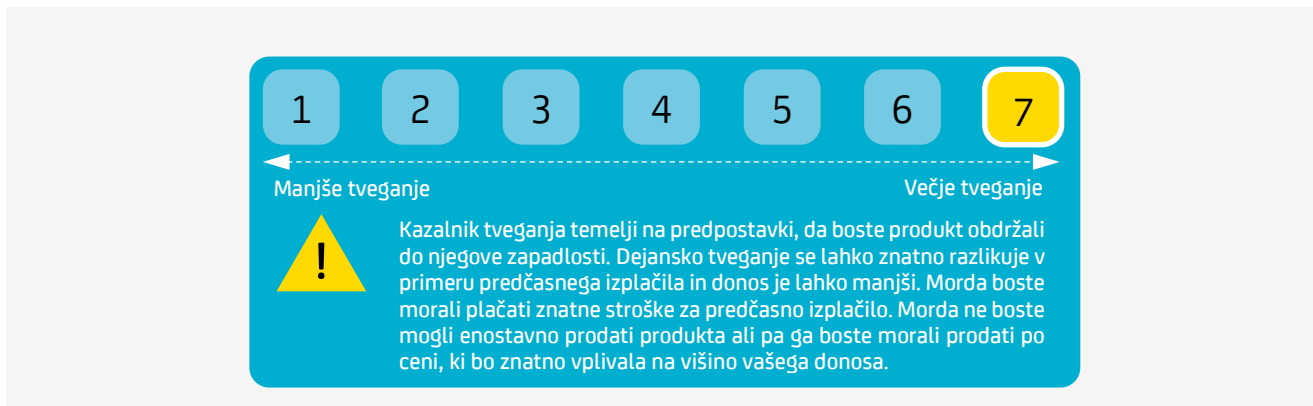 1 2 3 4 5 6 7
Manjše tveganje Večje tveganje
!
Kazalnik tveganja temelji na predpostavki, da boste produkt obdržali
do njegove zapadlosti. Dejansko tveganje se lahko znatno razlikuje v
primeru predčasnega izplačila in donos je lahko manjši. Morda boste
morali plačati znatne stroške za predčasno izplačilo. Morda ne boste
mogli enostavno prodati produkta ali pa ga boste morali prodati po
ceni, ki bo znatno vplivala na višino vašega donosa.